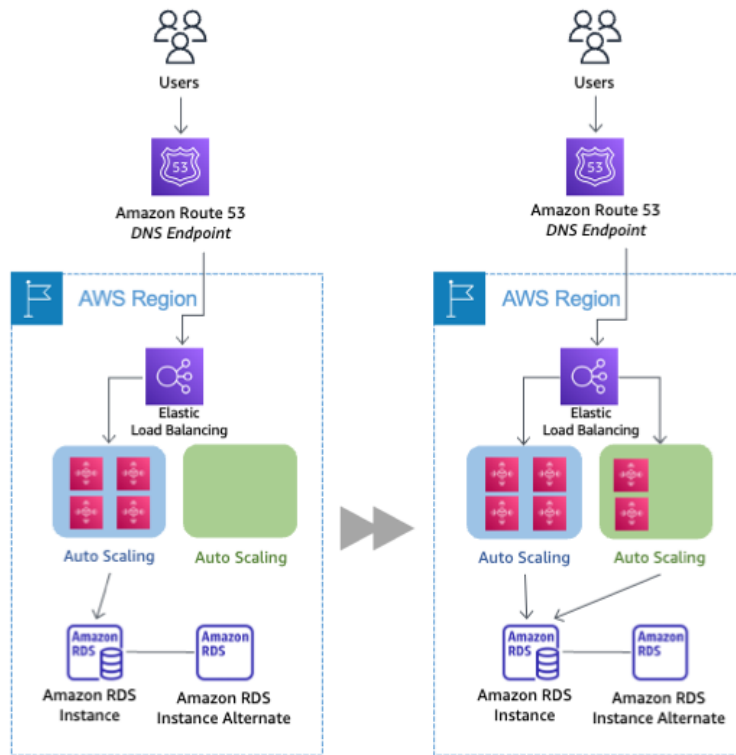 Users
53
Amazon Route 53
DNS Endpoint
AWS Region
Elastic
Load Balancing
Auto Scaling
Auto Scaling
Amazon
RDS
Amazon
RDS
Amazon RDS
Instance
Amazon RDS
Instance Alternate
Users
53
Amazon Route 53
DNS Endpoint
AWS Region
Elastic
Load Balancing
Auto Scaling
Auto Scaling
Amazon
RDS
Amazon
RDS
Amazon RDS
Instance
Amazon RDS
Instance Alternate